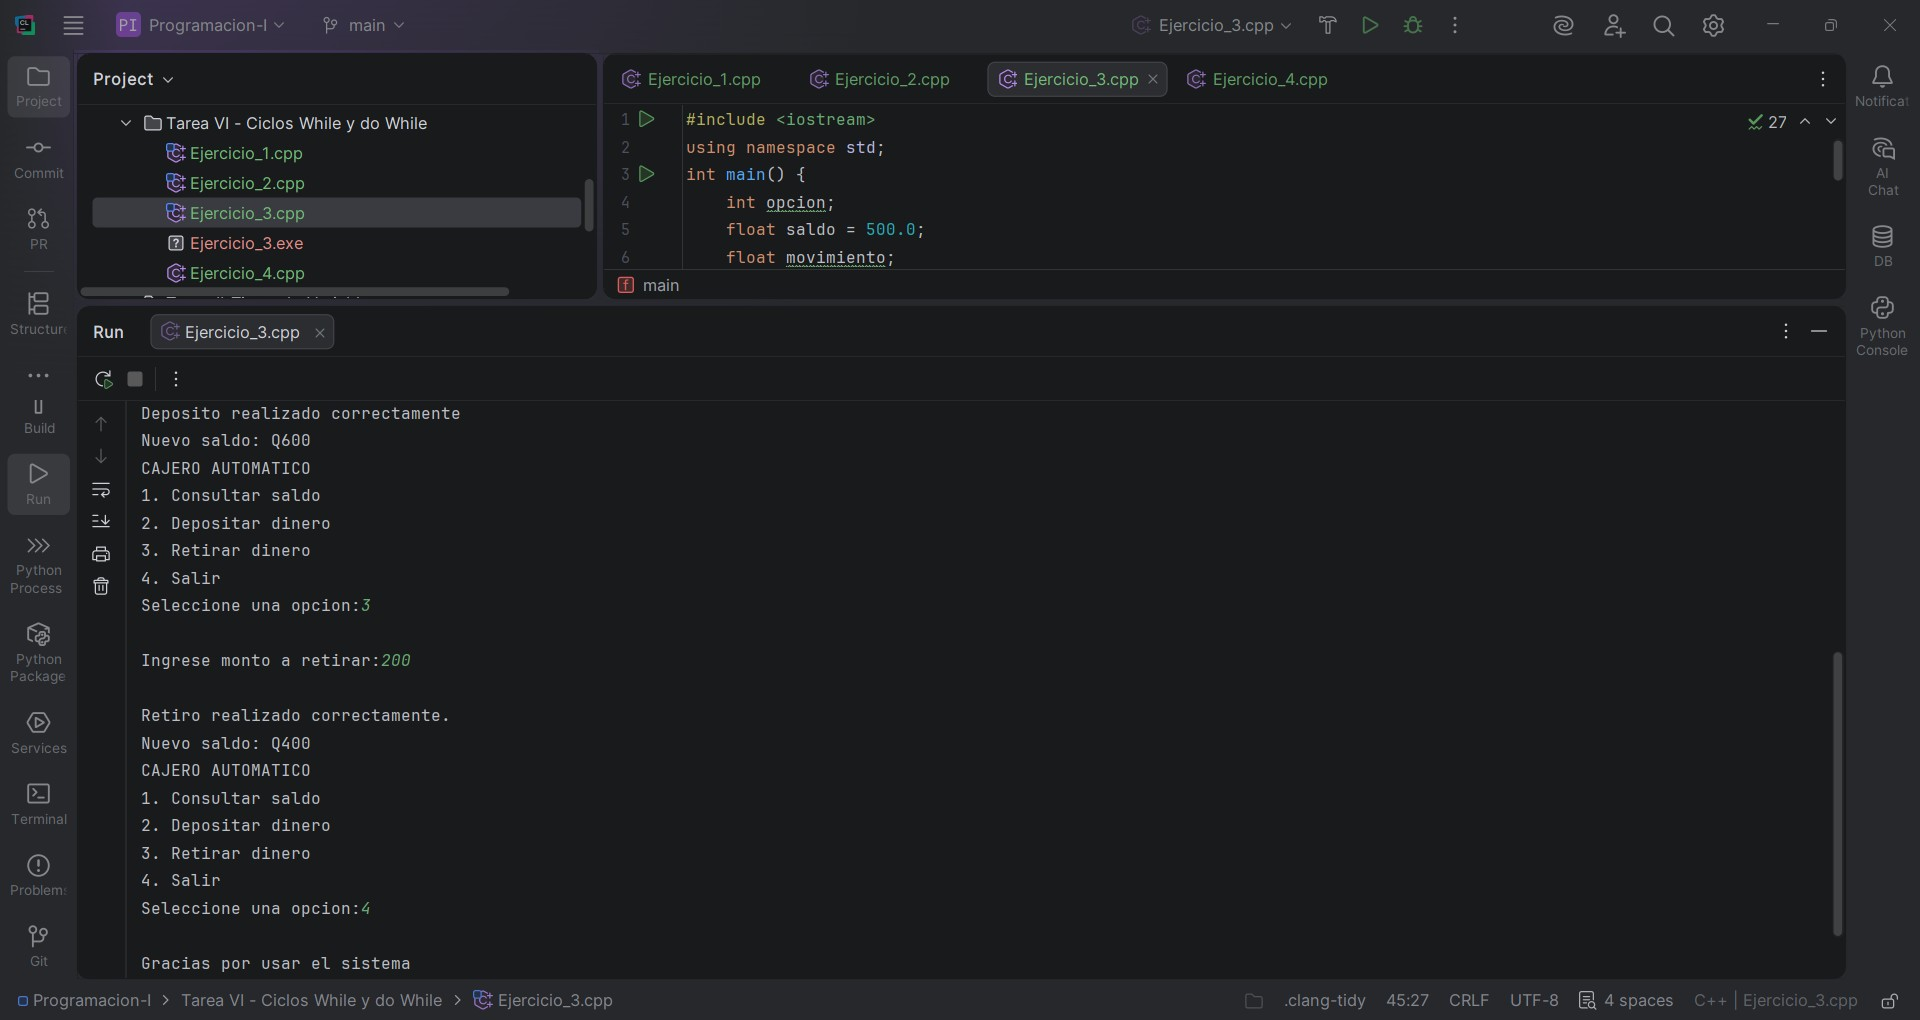 CL PI Programacion-I main Ejercicio_3.cpp
Project
Commit
PR
Structur
Build
Run
Python
Process
Python
Package
Services
Terminal
Problem
Git
Project
Tarea VI - Ciclos While y do While
Ejercicio_1.cpp
Ejercicio_2.cpp
Ejercicio_3.cpp
Ejercicio_3.exe
Ejercicio_4.cpp
Ejercicio_1.cpp Ejercicio_2.cpp Ejercicio_3.cpp Ejercicio_4.cpp
27
1 #include <iostream>
2 using namespace std;
3 int main() {
4 int opcion;
5 float saldo = 500.0;
6 float movimiento;
f main
Notificat
AI
Chat
DB
Python
Console
Run Ejercicio_3.cpp
Deposito realizado correctamente
Nuevo saldo: Q600
CAJERO AUTOMATICO
1. Consultar saldo
2. Depositar dinero
3. Retirar dinero
4. Salir
Seleccione una opcion:3
Ingrese monto a retirar:200
Retiro realizado correctamente.
Nuevo saldo: Q400
CAJERO AUTOMATICO
1. Consultar saldo
2. Depositar dinero
3. Retirar dinero
4. Salir
Seleccione una opcion:4
Gracias por usar el sistema
Programacion-I > Tarea VI - Ciclos While y do While > Ejercicio_3.cpp .clang-tidy 45:27 CRLF UTF-8 4 spaces C++ | Ejercicio_3.cpp